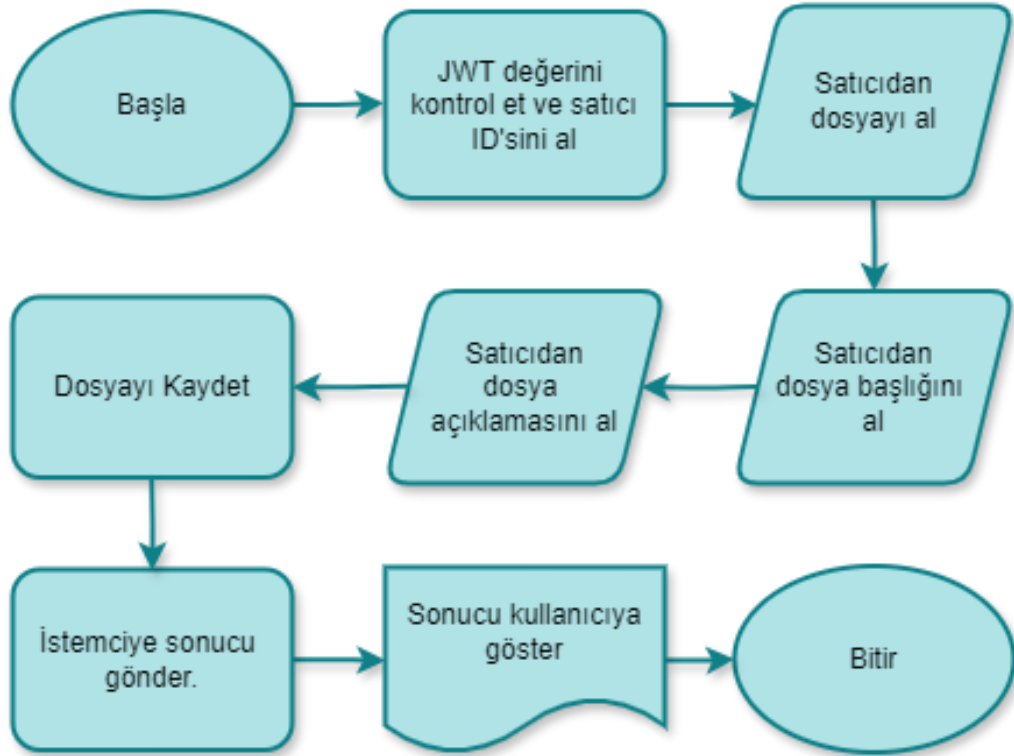 Başla
JWT değerini
kontrol et ve satıcı
ID'sini al
Satıcıdan
dosyayı al
Satıcıdan
dosya başlığını
al
Satıcıdan
dosya
açıklamasını al
Dosyayı Kaydet
İstemciye sonucu
gönder.
Sonucu kullanıcıya
göster
Bitir